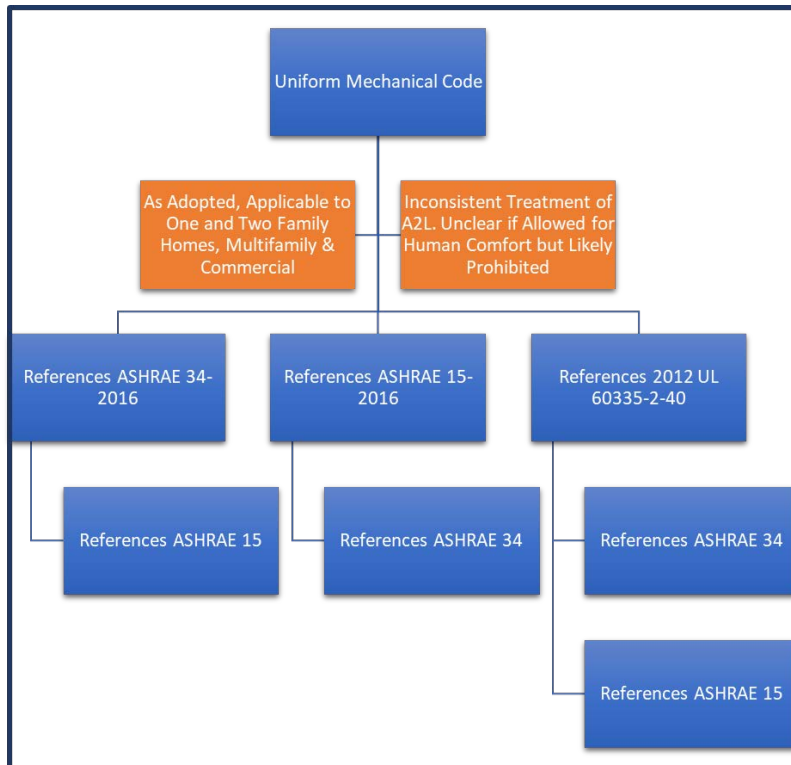 Uniform Mechanical Code
As Adopted, Applicable to
One and Two Family
Homes, Multifamily &
Commercial
Inconsistent Treatment of
A2L. Unclear if Allowed for
Human Comfort but Likely
Prohibited
References ASHRAE 34-
2016
References ASHRAE 15-
2016
References 2012 UL
60335-2-40
References ASHRAE 15
References ASHRAE 34
References ASHRAE 34
References ASHRAE 15